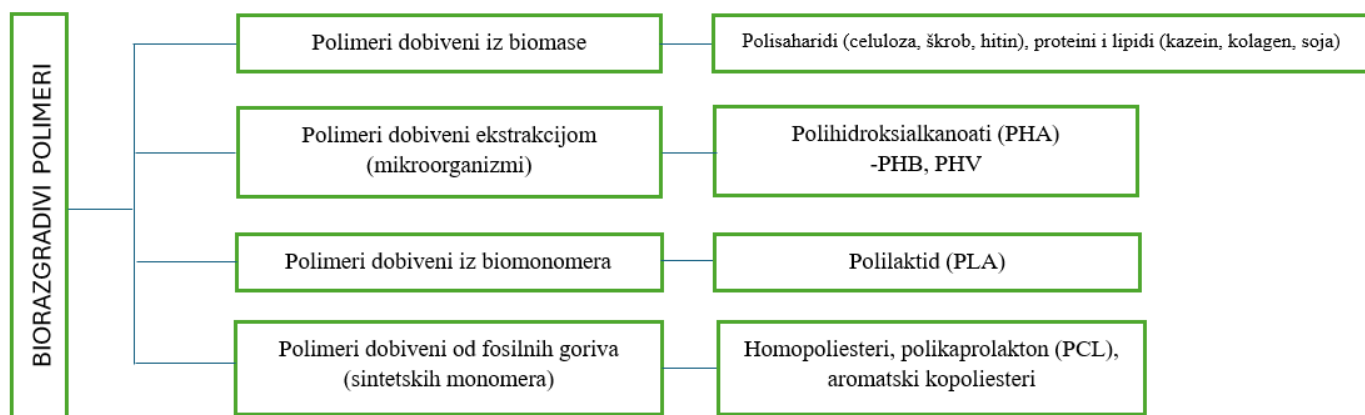 BIORAZGRADIVI POLIMERI
Polimeri dobiveni iz biomase
Polisaharidi (celuloza, škrob, hitin), proteini i lipidi (kazein, kolagen, soja)
Polimeri dobiveni ekstrakcijom
(mikroorganizmi)
Polihidroksialkanoati (PHA)
-PHB, PHV
Polimeri dobiveni iz biomonomera
Polilaktid (PLA)
Polimeri dobiveni od fosilnih goriva
(sintetskih monomera)
Homopoliesteri, polikaprolakton (PCL),
aromatski kopoliesteri